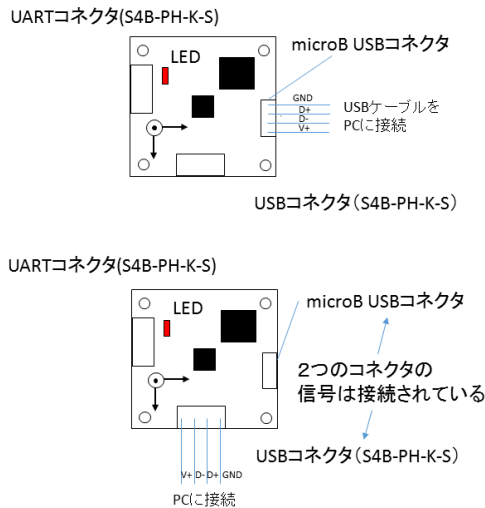 UARTコネクタ(S4B-PH-K-S)
LED
microB USBコネクタ
GND
D+
D-
V+
USBケーブルを
PCに接続
USBコネクタ（S4B-PH-K-S）
UARTコネクタ(S4B-PH-K-S)
LED
microB USBコネクタ
２つのコネクタの
信号は接続されている
USBコネクタ（S4B-PH-K-S）
V+ D- D+ GND
PCに接続